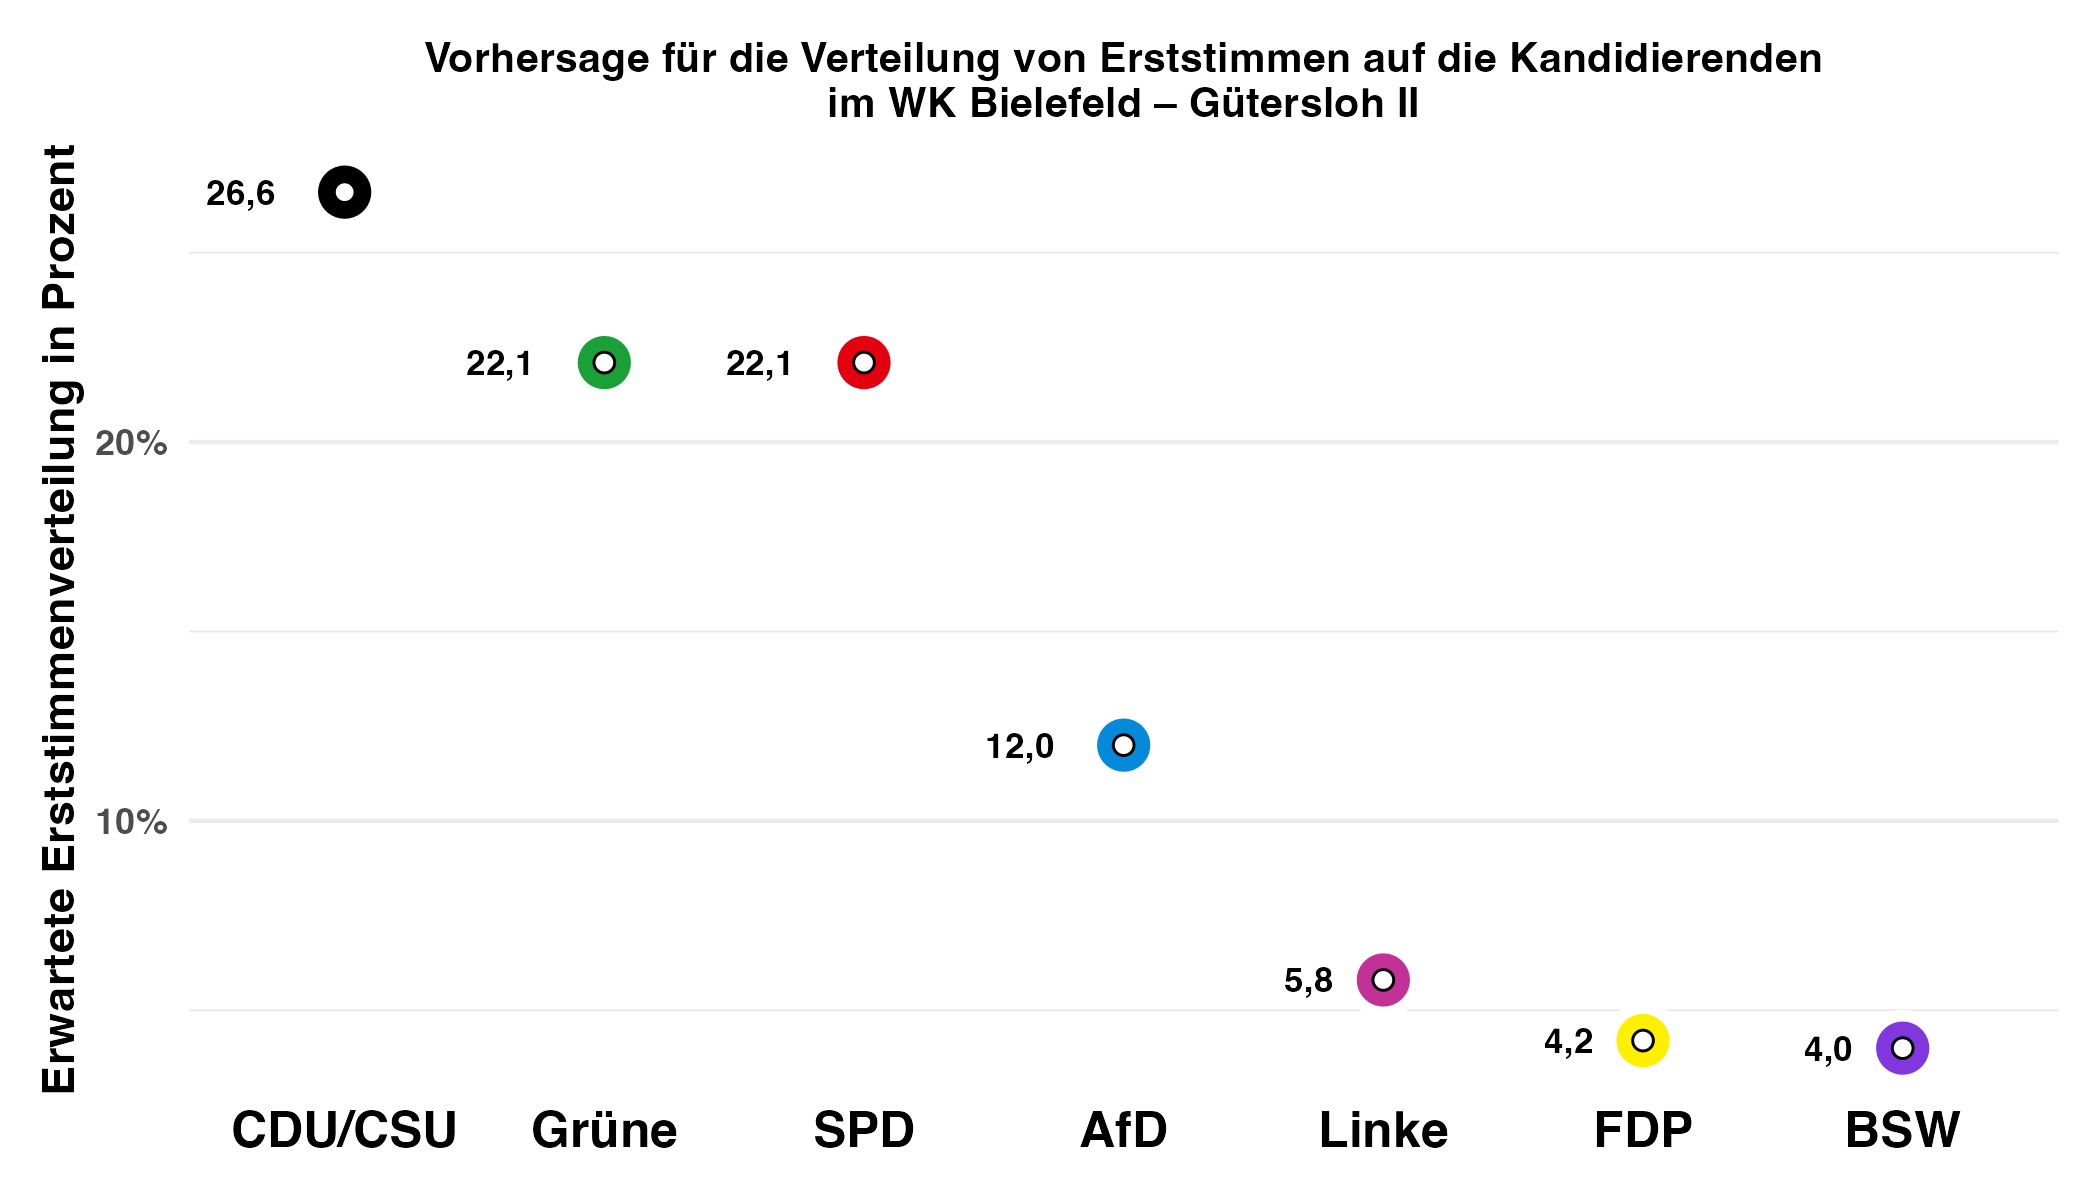 Vorhersage für die Verteilung von Erststimmen auf die Kandidierenden
im WK Bielefeld – Gütersloh II
Erwartete Erststimmenverteilung in Prozent
26,6
22,1
22,1
20%
12,0
10%
5,8
4,2
4,0
CDU/CSU
Grüne
SPD
AfD
Linke
FDP
BSW